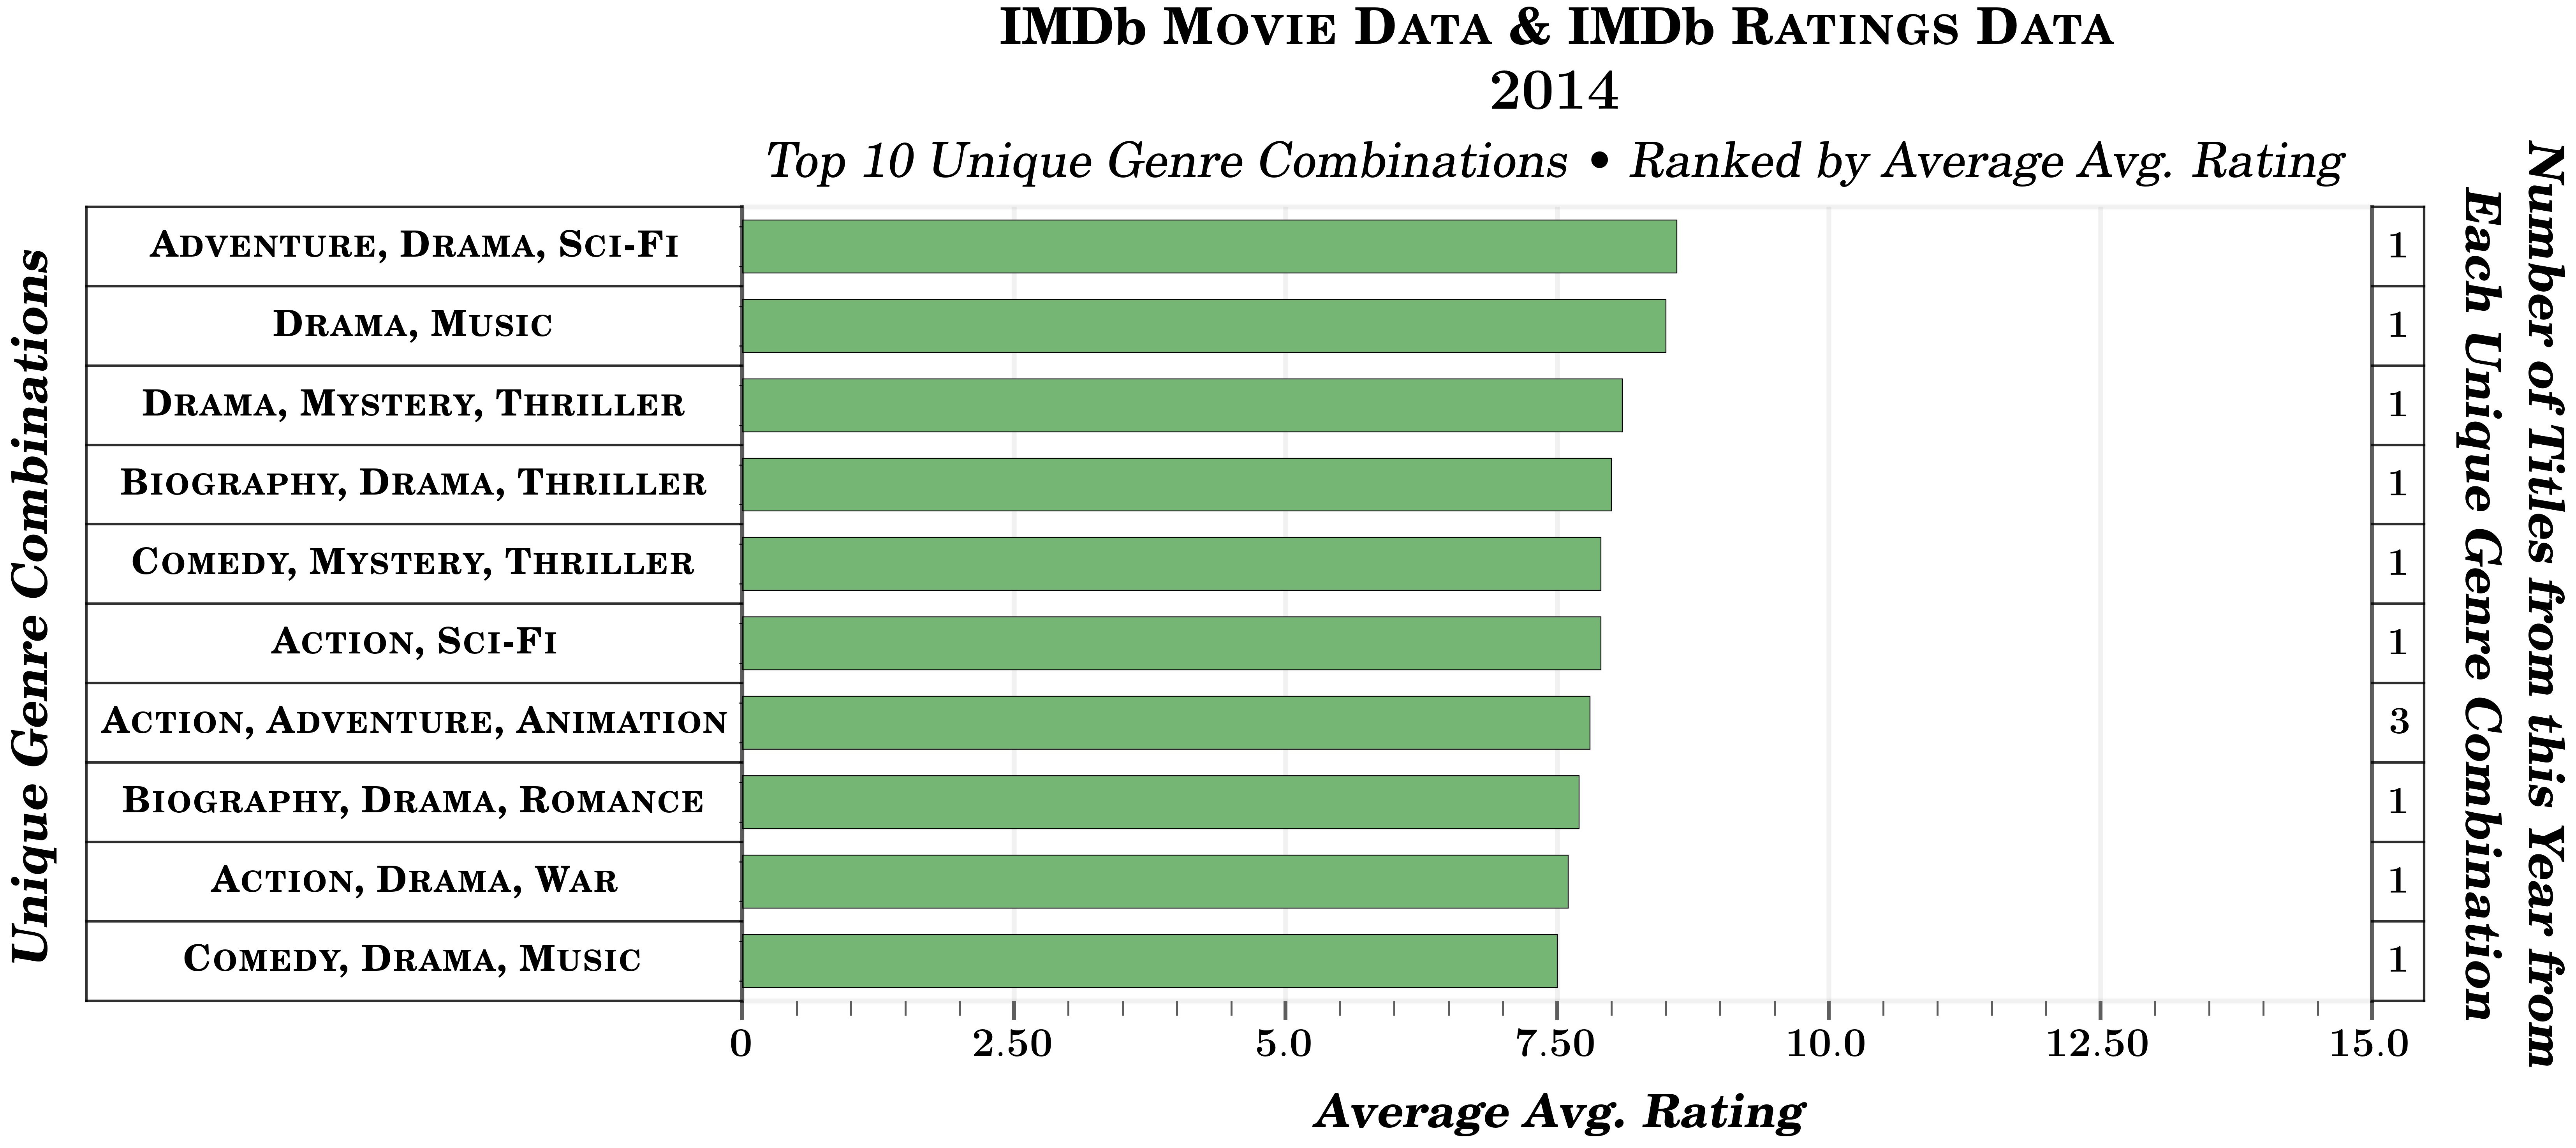 IMDb Movie Data & IMDb Ratings Data
2014
Top 10 Unique Genre Combinations • Ranked by Average Avg. Rating
Unique Genre Combinations
Adventure, Drama, Sci-Fi
1
Drama, Music
1
Drama, Mystery, Thriller
1
Biography, Drama, Thriller
1
Comedy, Mystery, Thriller
1
Action, Sci-Fi
1
Action, Adventure, Animation
3
Biography, Drama, Romance
1
Action, Drama, War
1
Comedy, Drama, Music
1
0 2.50 5.0 7.50 10.0 12.50 15.0
Average Avg. Rating
Number of Titles from this Year from
Each Unique Genre Combination